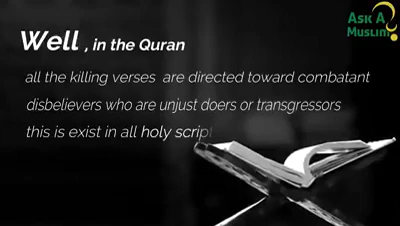 Ask A
Muslim
Well , in the Quran
all the killing verses are directed toward combatant
disbelievers who are unjust doers or transgressors
this is exist in all holy script